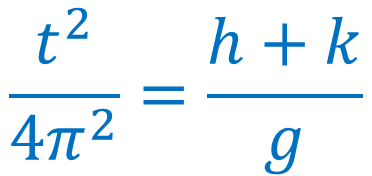 t²/4π² = (h + k)/g